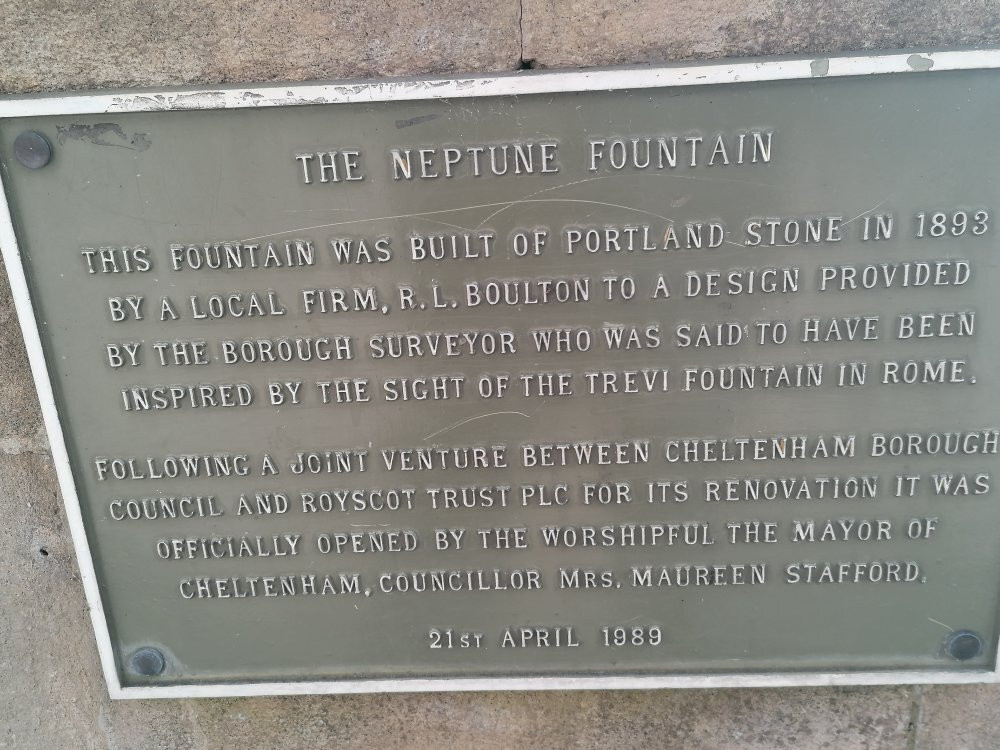 THE NEPTUNE FOUNTAIN
THIS FOUNTAIN WAS BUILT OF PORTLAND STONE IN 1893
BY A LOCAL FIRM, R.L. BOULTON TO A DESIGN PROVIDED
BY THE BOROUGH SURVEYOR WHO WAS SAID TO HAVE BEEN
INSPIRED BY THE SIGHT OF THE TREVI FOUNTAIN IN ROME.
FOLLOWING A JOINT VENTURE BETWEEN CHELTENHAM BOROUGH
COUNCIL AND ROYSCOT TRUST PLC FOR ITS RENOVATION IT WAS
OFFICIALLY OPENED BY THE WORSHIPFUL THE MAYOR OF
CHELTENHAM, COUNCILLOR MRS. MAUREEN STAFFORD.
21ST APRIL 1989